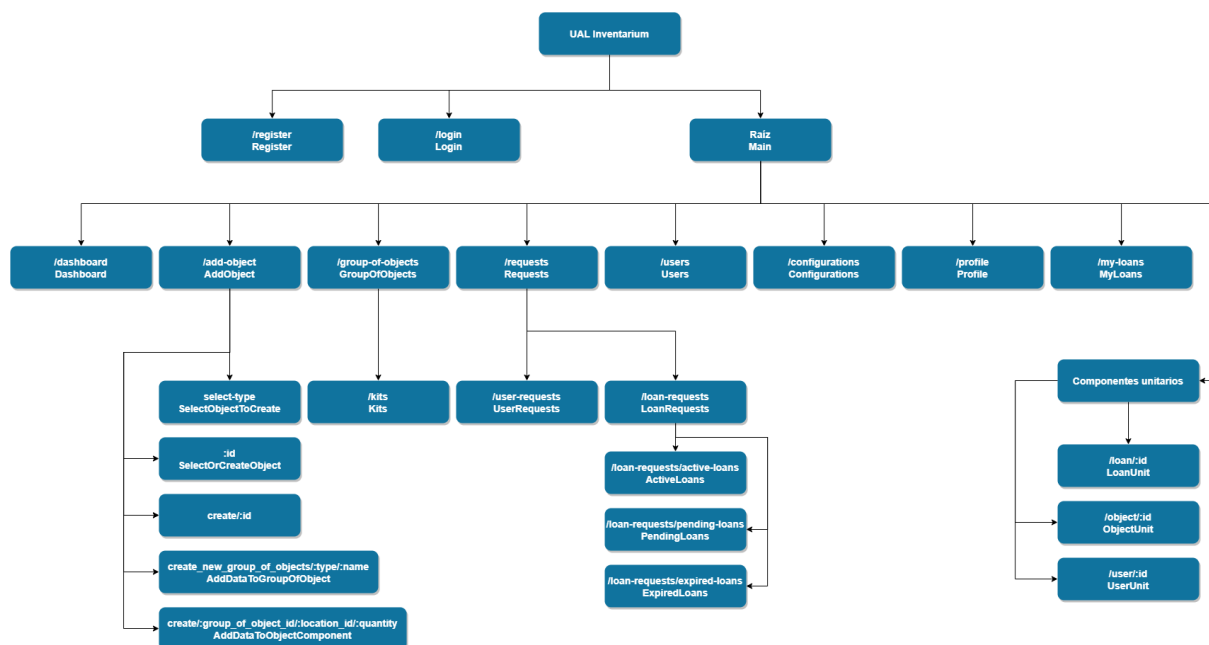 UAL Inventarium
/register
Register
/login
Login
Raíz
Main
/dashboard
Dashboard
/add-object
AddObject
/group-of-objects
GroupOfObjects
/requests
Requests
/users
Users
/configurations
Configurations
/profile
Profile
/my-loans
MyLoans
select-type
SelectObjectToCreate
/kits
Kits
/user-requests
UserRequests
/loan-requests
LoanRequests
Componentes unitarios
:id
SelectOrCreateObject
/loan-requests/active-loans
ActiveLoans
/loan/:id
LoanUnit
create/:id
/loan-requests/pending-loans
PendingLoans
/object/:id
ObjectUnit
create_new_group_of_objects/:type/:name
AddDataToGroupOfObject
/loan-requests/expired-loans
ExpiredLoans
/user/:id
UserUnit
create/:group_of_object_id/:location_id/:quantity
AddDataToObjectComponent